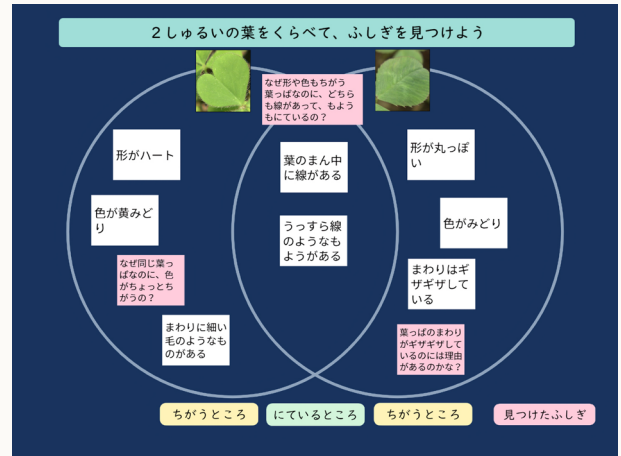 ２しゅるいの葉をくらべて、ふしぎを見つけよう
なぜ形や色もちがう
葉っぱなのに、どちら
も線があって、もよう
もにているの？
形がハート
色が黄みど
り
なぜ同じ葉っ
ぱなのに、色
がちょっとち
がうの？
まわりに細い
毛のようなも
のがある
葉のまん中
に線がある
うっすら線
のようなも
ようがある
形が丸っぽ
い
色がみどり
まわりはギ
ザギザして
いる
葉っぱのまわり
がギザギザして
いるのには理由
があるのかな？
ちがうところ
にているところ
ちがうところ
見つけたふしぎ